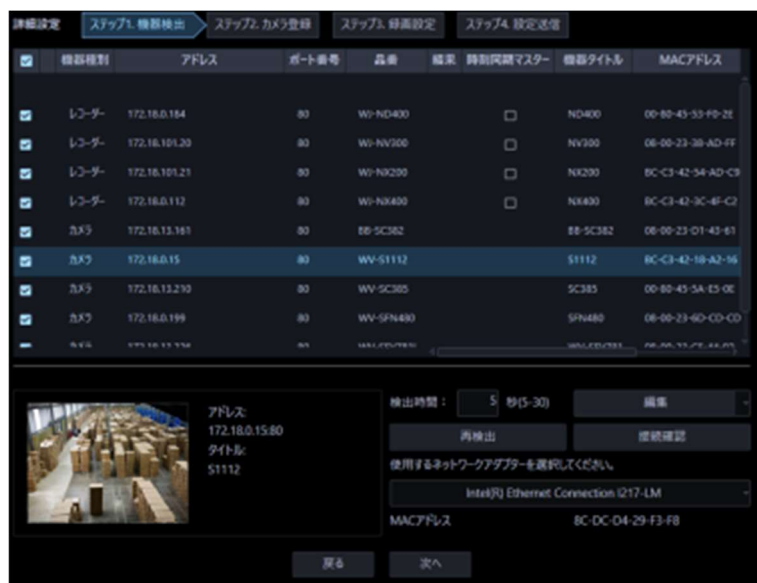 詳細設定 ステップ1. 機器検出 ステップ2. カメラ登録 ステップ3. 録画設定 ステップ4. 設定送信
機器種別 アドレス ポート番号 品番 結果 時刻同期マスター 機器タイトル MACアドレス
レコーダー 172.18.0.184 80 WJ-ND400 ND400 00-80-45-53-F0-2E
レコーダー 172.18.101.20 80 WJ-NV300 NV300 08-00-23-3B-AD-FF
レコーダー 172.18.101.21 80 WJ-NX200 NX200 BC-C3-42-54-AD-C9
レコーダー 172.18.0.112 80 WJ-NX400 NX400 BC-C3-42-3C-4F-C2
カメラ 172.18.13.161 80 BB-SC382 BB-SC382 08-00-23-D1-43-61
カメラ 172.18.0.15 80 WV-S1112 S1112 BC-C3-42-1B-A2-16
カメラ 172.18.13.210 80 WV-SC385 SC385 00-80-45-5A-E5-0E
カメラ 172.18.0.199 80 WV-SFN480 SFN480 08-00-23-6D-CD-CD
カメラ
アドレス:
172.18.0.15:80
タイトル:
S1112
検出時間： 5 秒(5-30) 編集
再検出 接続確認
使用するネットワークアダプターを選択してください。
Intel(R) Ethernet Connection I217-LM
MACアドレス 8C-DC-D4-29-F3-F8
戻る 次へ